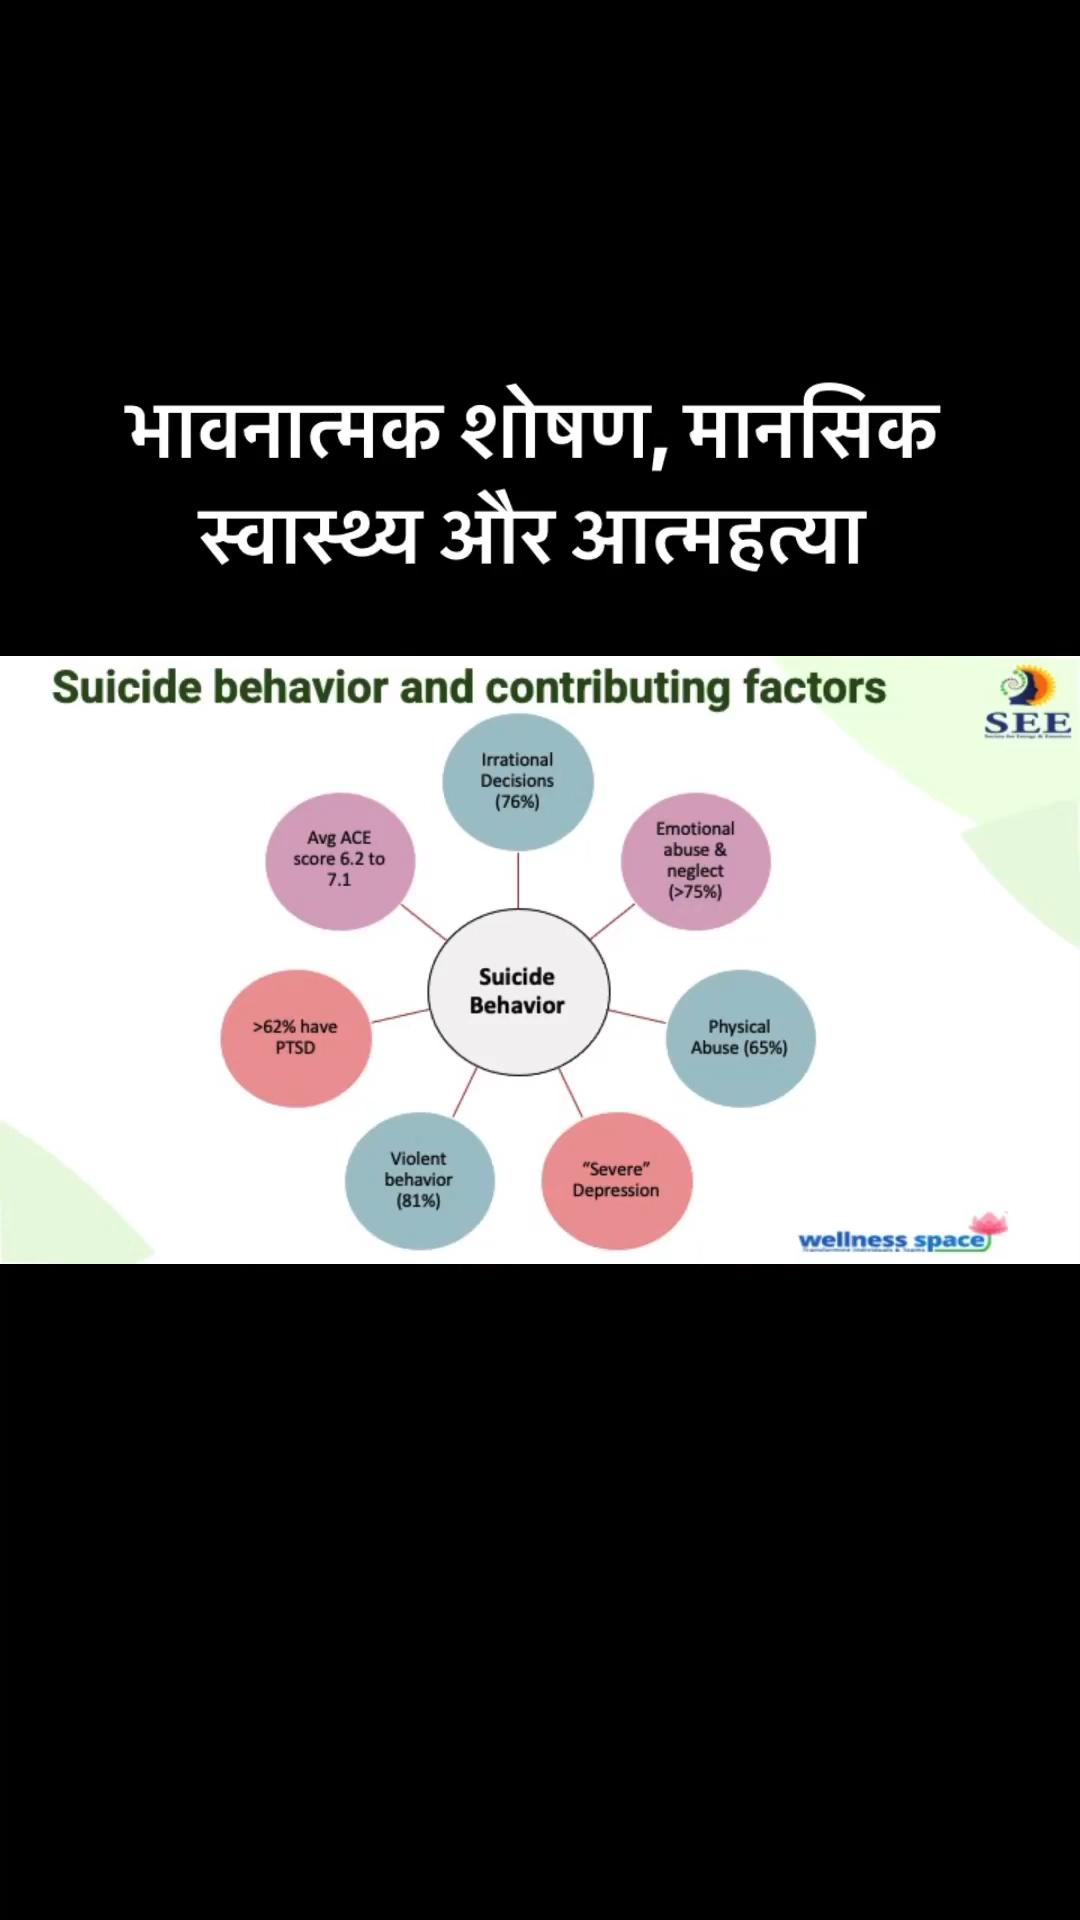 भावनात्मक शोषण, मानसिक
स्वास्थ्य और आत्महत्या
Suicide behavior and contributing factors
SEE
Irrational
Decisions
(76%)
Emotional
abuse &
neglect
(>75%)
Physical
Abuse (65%)
“Severe”
Depression
Violent
behavior
(81%)
>62% have
PTSD
Avg ACE
score 6.2 to
7.1
Suicide
Behavior
wellness space